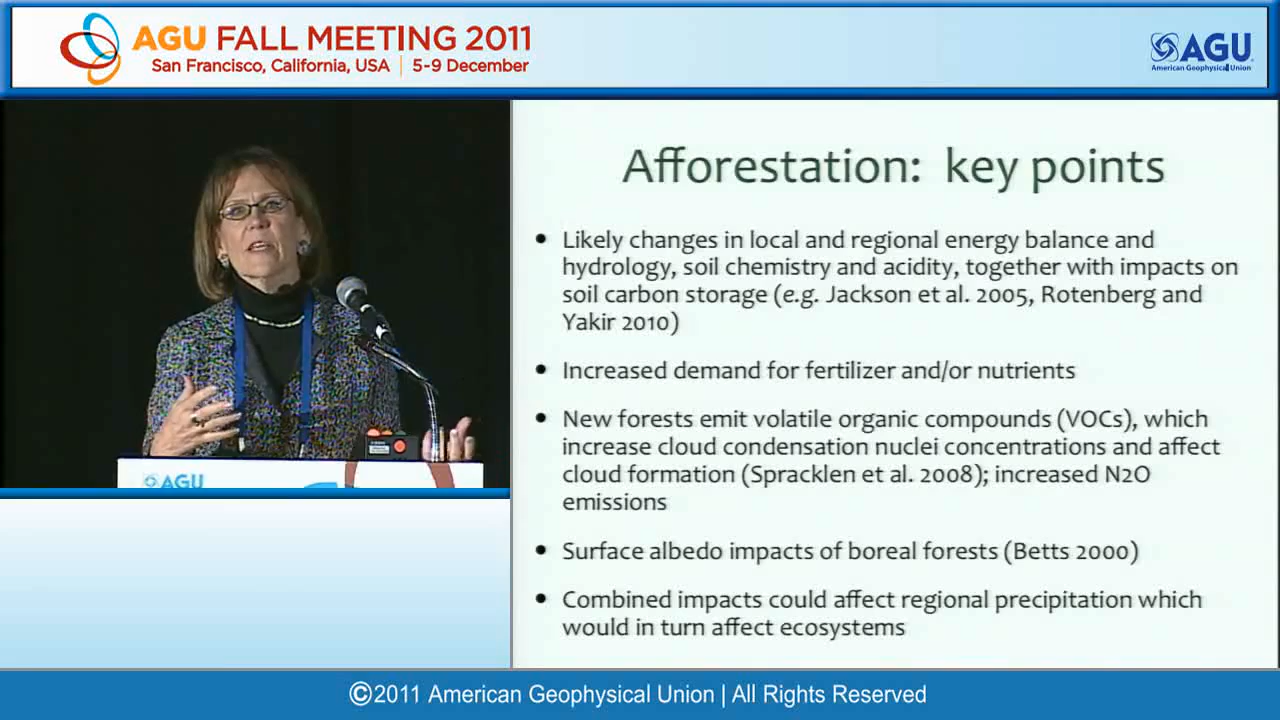 AGU FALL MEETING 2011
San Francisco, California, USA | 5-9 December
AGU
American Geophysical Union
AGU
Afforestation: key points
• Likely changes in local and regional energy balance and
hydrology, soil chemistry and acidity, together with impacts on
soil carbon storage (e.g. Jackson et al. 2005, Rotenberg and
Yakir 2010)
• Increased demand for fertilizer and/or nutrients
• New forests emit volatile organic compounds (VOCs), which
increase cloud condensation nuclei concentrations and affect
cloud formation (Spracklen et al. 2008); increased N2O
emissions
• Surface albedo impacts of boreal forests (Betts 2000)
• Combined impacts could affect regional precipitation which
would in turn affect ecosystems
©2011 American Geophysical Union | All Rights Reserved